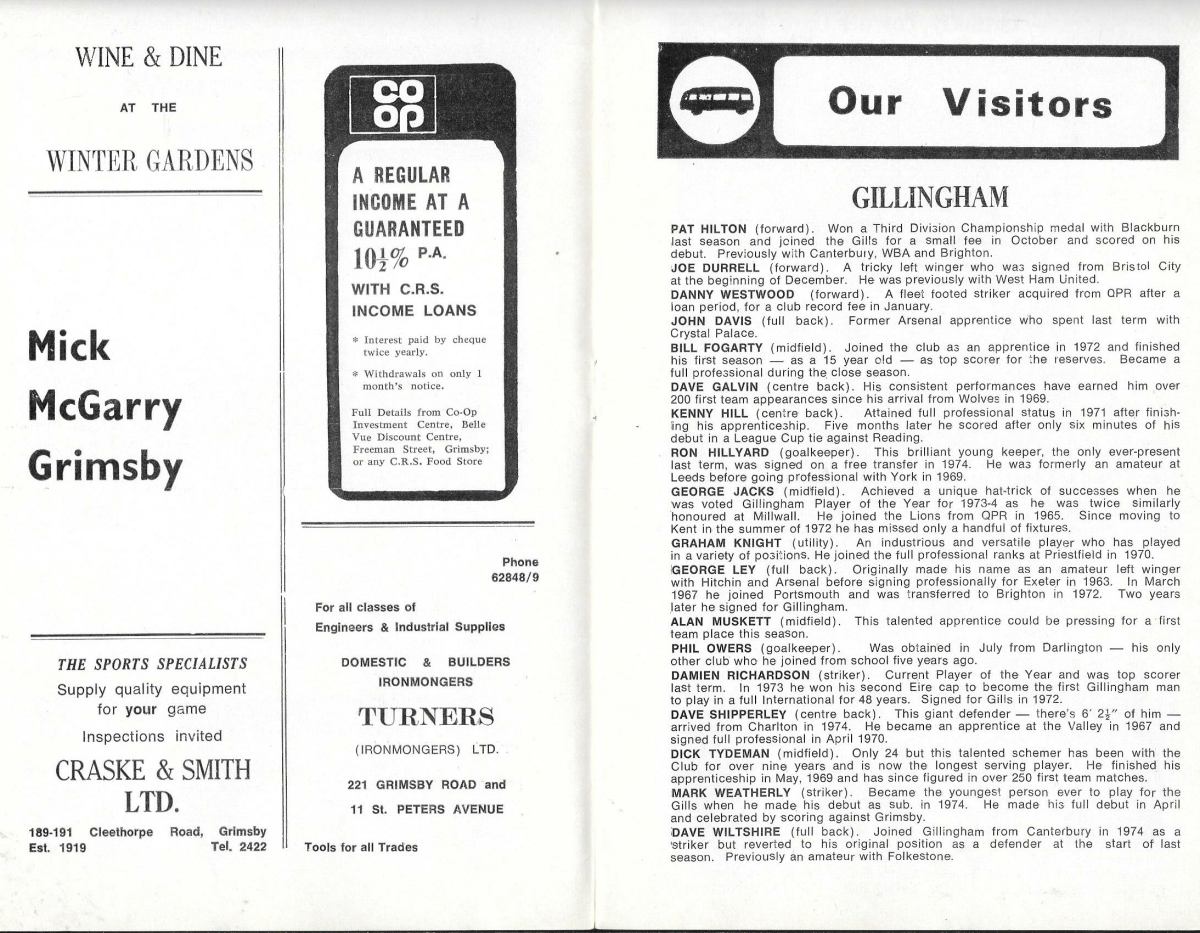 WINE & DINE
AT THE
WINTER GARDENS
Mick
McGarry
Grimsby
THE SPORTS SPECIALISTS
Supply quality equipment
for your game
Inspections invited
CRASKE & SMITH
LTD.
189-191 Cleethorpe Road, Grimsby
Est. 1919 Tel. 2422
CO
OP
A REGULAR
INCOME AT A
GUARANTEED
10½% P.A.
WITH C.R.S.
INCOME LOANS
* Interest paid by cheque
twice yearly.
* Withdrawals on only 1
month's notice.
Full Details from Co-Op
Investment Centre, Belle
Vue Discount Centre,
Freeman Street, Grimsby;
or any C.R.S. Food Store
Phone
62848/9
For all classes of
Engineers & Industrial Supplies
DOMESTIC & BUILDERS
IRONMONGERS
TURNERS
(IRONMONGERS) LTD.
221 GRIMSBY ROAD and
11 St. PETERS AVENUE
Tools for all Trades
Our Visitors
GILLINGHAM
PAT HILTON (forward). Won a Third Division Championship medal with Blackburn
last season and joined the Gills for a small fee in October and scored on his
debut. Previously with Canterbury, WBA and Brighton.
JOE DURRELL (forward). A tricky left winger who was signed from Bristol City
at the beginning of December. He was previously with West Ham United.
DANNY WESTWOOD (forward). A fleet footed striker acquired from QPR after a
loan period, for a club record fee in January.
JOHN DAVIS (full back). Former Arsenal apprentice who spent last term with
Crystal Palace.
BILL FOGARTY (midfield). Joined the club as an apprentice in 1972 and finished
his first season — as a 15 year old — as top scorer for the reserves. Became a
full professional during the close season.
DAVE GALVIN (centre back). His consistent performances have earned him over
200 first team appearances since his arrival from Wolves in 1969.
KENNY HILL (centre back). Attained full professional status in 1971 after finish-
ing his apprenticeship. Five months later he scored after only six minutes of his
debut in a League Cup tie against Reading.
RON HILLYARD (goalkeeper). This brilliant young keeper, the only ever-present
last term, was signed on a free transfer in 1974. He was formerly an amateur at
Leeds before going professional with York in 1969.
GEORGE JACKS (midfield). Achieved a unique hat-trick of successes when he
was voted Gillingham Player of the Year for 1973-4 as he was twice similarly
honoured at Millwall. He joined the Lions from QPR in 1965. Since moving to
Kent in the summer of 1972 he has missed only a handful of fixtures.
GRAHAM KNIGHT (utility). An industrious and versatile player who has played
in a variety of positions. He joined the full professional ranks at Priestfield in 1970.
GEORGE LEY (full back). Originally made his name as an amateur left winger
with Hitchin and Arsenal before signing professionally for Exeter in 1963. In March
1967 he joined Portsmouth and was transferred to Brighton in 1972. Two years
later he signed for Gillingham.
ALAN MUSKETT (midfield). This talented apprentice could be pressing for a first
team place this season.
PHIL OWERS (goalkeeper). Was obtained in July from Darlington — his only
other club who he joined from school five years ago.
DAMIEN RICHARDSON (striker). Current Player of the Year and was top scorer
last term. In 1973 he won his second Eire cap to become the first Gillingham man
to play in a full International for 48 years. Signed for Gills in 1972.
DAVE SHIPPERLEY (centre back). This giant defender — there's 6' 2½" of him —
arrived from Charlton in 1974. He became an apprentice at the Valley in 1967 and
signed full professional in April 1970.
DICK TYDEMAN (midfield). Only 24 but this talented schemer has been with the
Club for over nine years and is now the longest serving player. He finished his
apprenticeship in May, 1969 and has since figured in over 250 first team matches.
MARK WEATHERLY (striker). Became the youngest person ever to play for the
Gills when he made his debut as sub. in 1974. He made his full debut in April
and celebrated by scoring against Grimsby.
DAVE WILTSHIRE (full back). Joined Gillingham from Canterbury in 1974 as a
striker but reverted to his original position as a defender at the start of last
season. Previously an amateur with Folkestone.